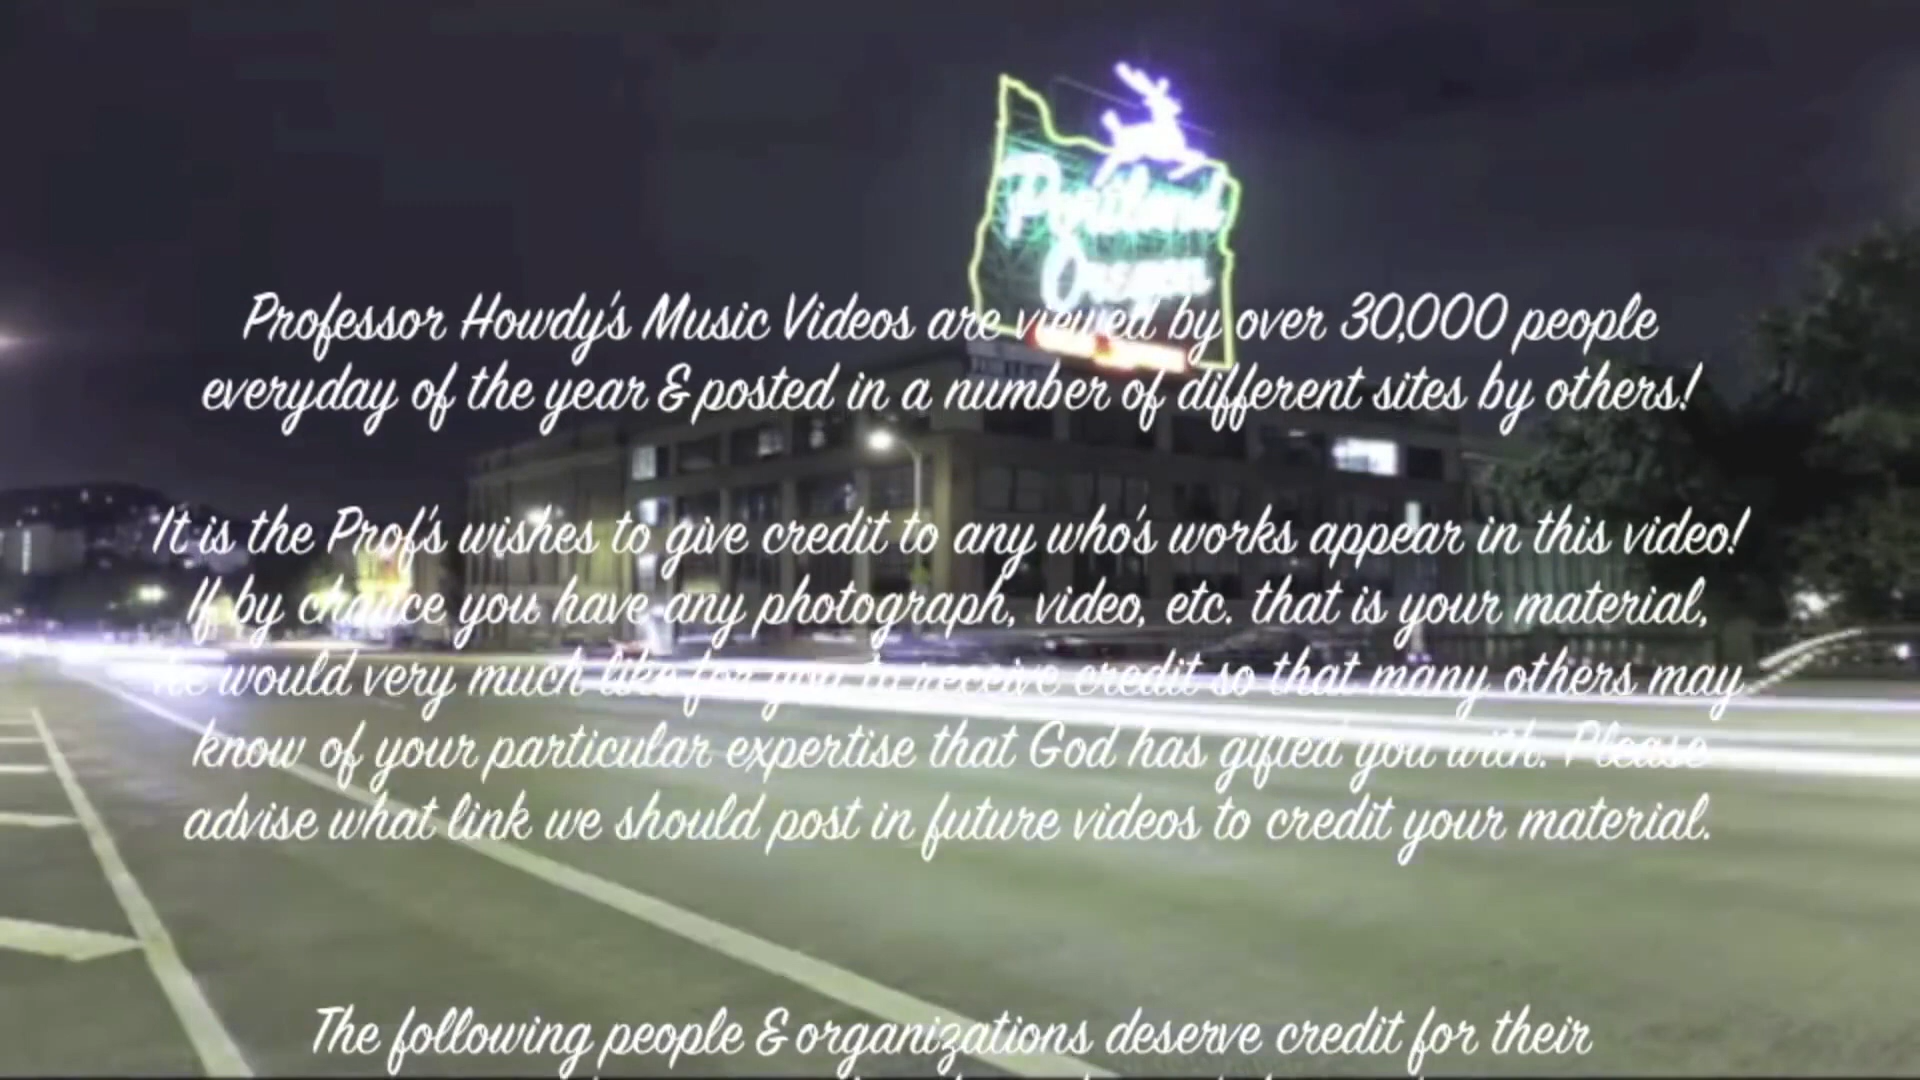 Portland
Oregon
Professor Howdy's Music Videos are viewed by over 30,000 people
everyday of the year & posted in a number of different sites by others!
It is the Prof's wishes to give credit to any who's works appear in this video!
If by chance you have any photograph, video, etc. that is your material,
he would very much like for you to receive credit so that many others may
know of your particular expertise that God has gifted you with. Please
advise what link we should post in future videos to credit your material.
The following people & organizations deserve credit for their